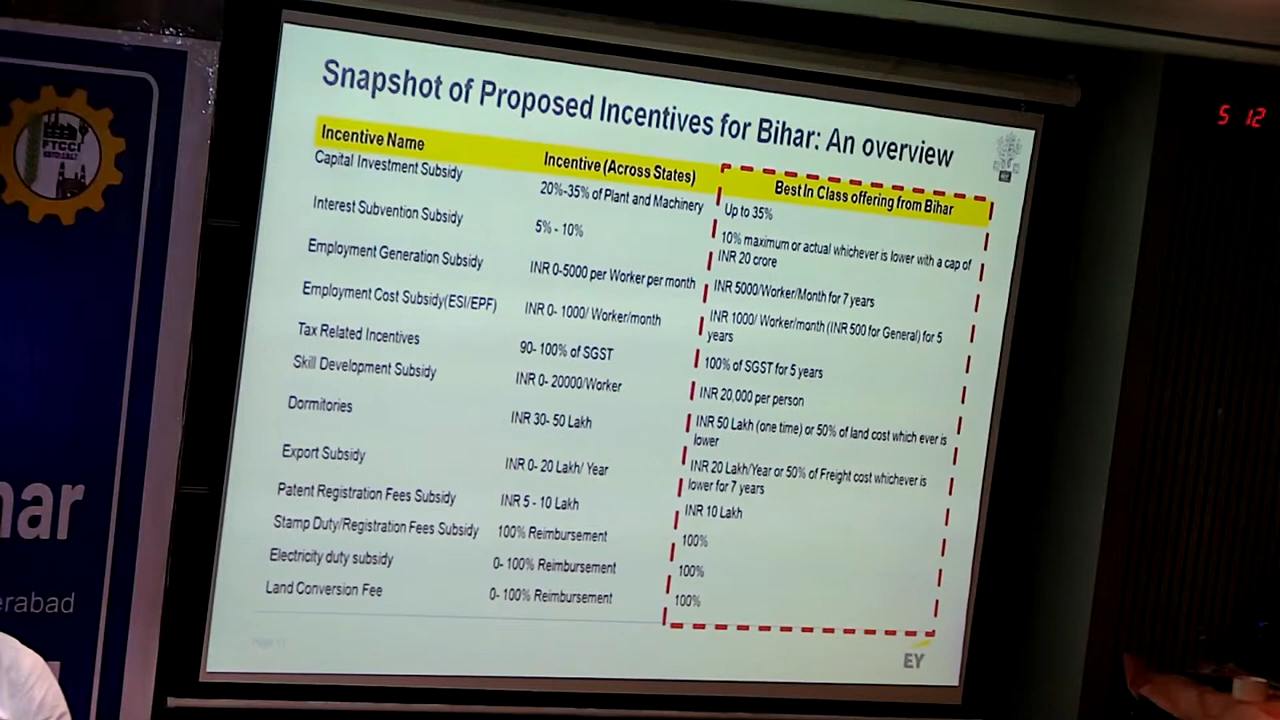 Snapshot of Proposed Incentives for Bihar: An overview
Incentive Name
Incentive (Across States)
Best In Class offering from Bihar
Capital Investment Subsidy
20%-35% of Plant and Machinery
Up to 35%
Interest Subvention Subsidy
5% - 10%
10% maximum or actual whichever is lower with a cap of
INR 20 crore
Employment Generation Subsidy
INR 0-5000 per Worker per month
INR 5000/Worker/Month for 7 years
Employment Cost Subsidy(ESI/EPF)
INR 0- 1000/ Worker/month
INR 1000/ Worker/month (INR 500 for General) for 5
years
Tax Related Incentives
90- 100% of SGST
100% of SGST for 5 years
Skill Development Subsidy
INR 0- 20000/Worker
INR 20,000 per person
Dormitories
INR 30- 50 Lakh
INR 50 Lakh (one time) or 50% of land cost which ever is
lower
Export Subsidy
INR 0- 20 Lakh/ Year
INR 20 Lakh/Year or 50% of Freight cost whichever is
lower for 7 years
Patent Registration Fees Subsidy
INR 5 - 10 Lakh
INR 10 Lakh
Stamp Duty/Registration Fees Subsidy
100% Reimbursement
100%
Electricity duty subsidy
0- 100% Reimbursement
100%
Land Conversion Fee
0- 100% Reimbursement
100%
EY
FTCCI
har
erabad
5 12